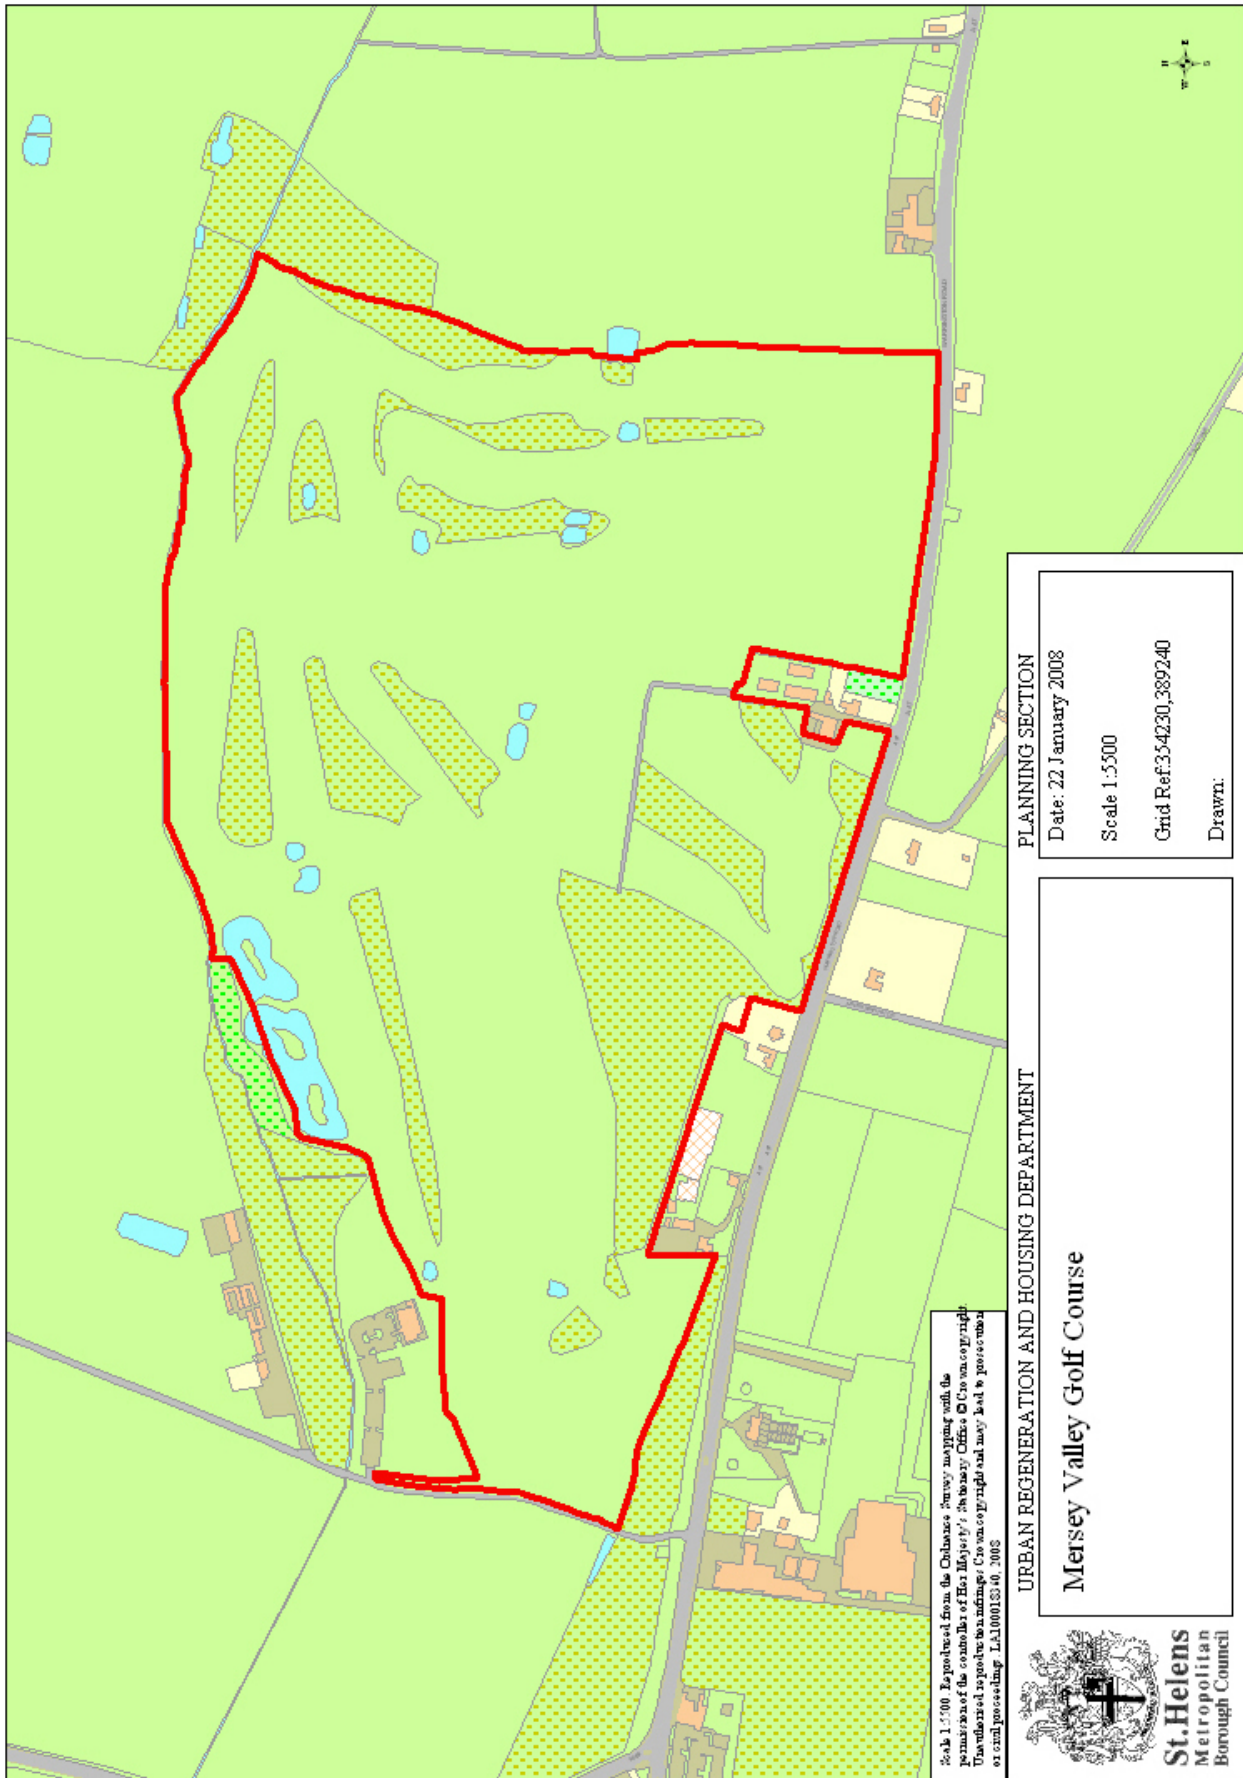 Scale 1:5500. Reproduced from the Ordnance Survey mapping with the
permission of the controller of Her Majesty's Stationery Office © Crown copyright.
Unauthorised reproduction infringes Crown copyright and may lead to prosecution
or civil proceedings. LA100018340, 2008
URBAN REGENERATION AND HOUSING DEPARTMENT
PLANNING SECTION
Mersey Valley Golf Course
Date: 22 January 2008
Scale 1:5500
Grid Ref:354230,389240
Drawn:
St.Helens
Metropolitan
Borough Council
N
E
S
W
WARRINGTON ROAD